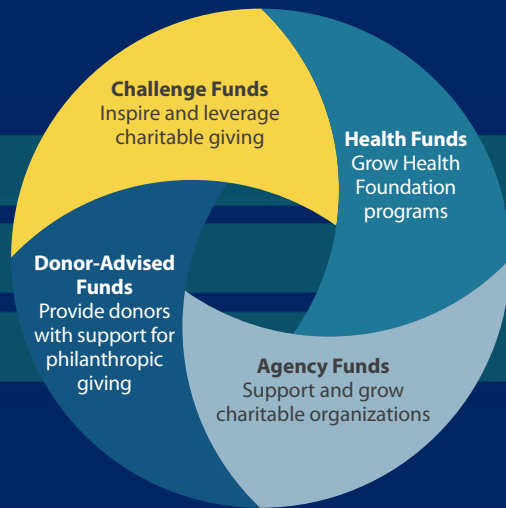 Challenge Funds
Inspire and leverage
charitable giving
Health Funds
Grow Health
Foundation
programs
Donor-Advised
Funds
Provide donors
with support for
philanthropic
giving
Agency Funds
Support and grow
charitable organizations